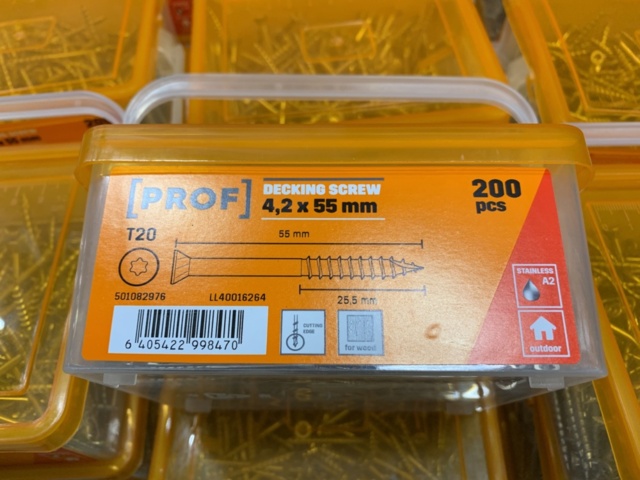 [PROF]
DECKING SCREW
4,2 x 55 mm
200
pcs
T20
55 mm
25,5 mm
501082976
LL40016264
6 405422 998470
CUTTING
EDGE
for wood
STAINLESS
A2
outdoor